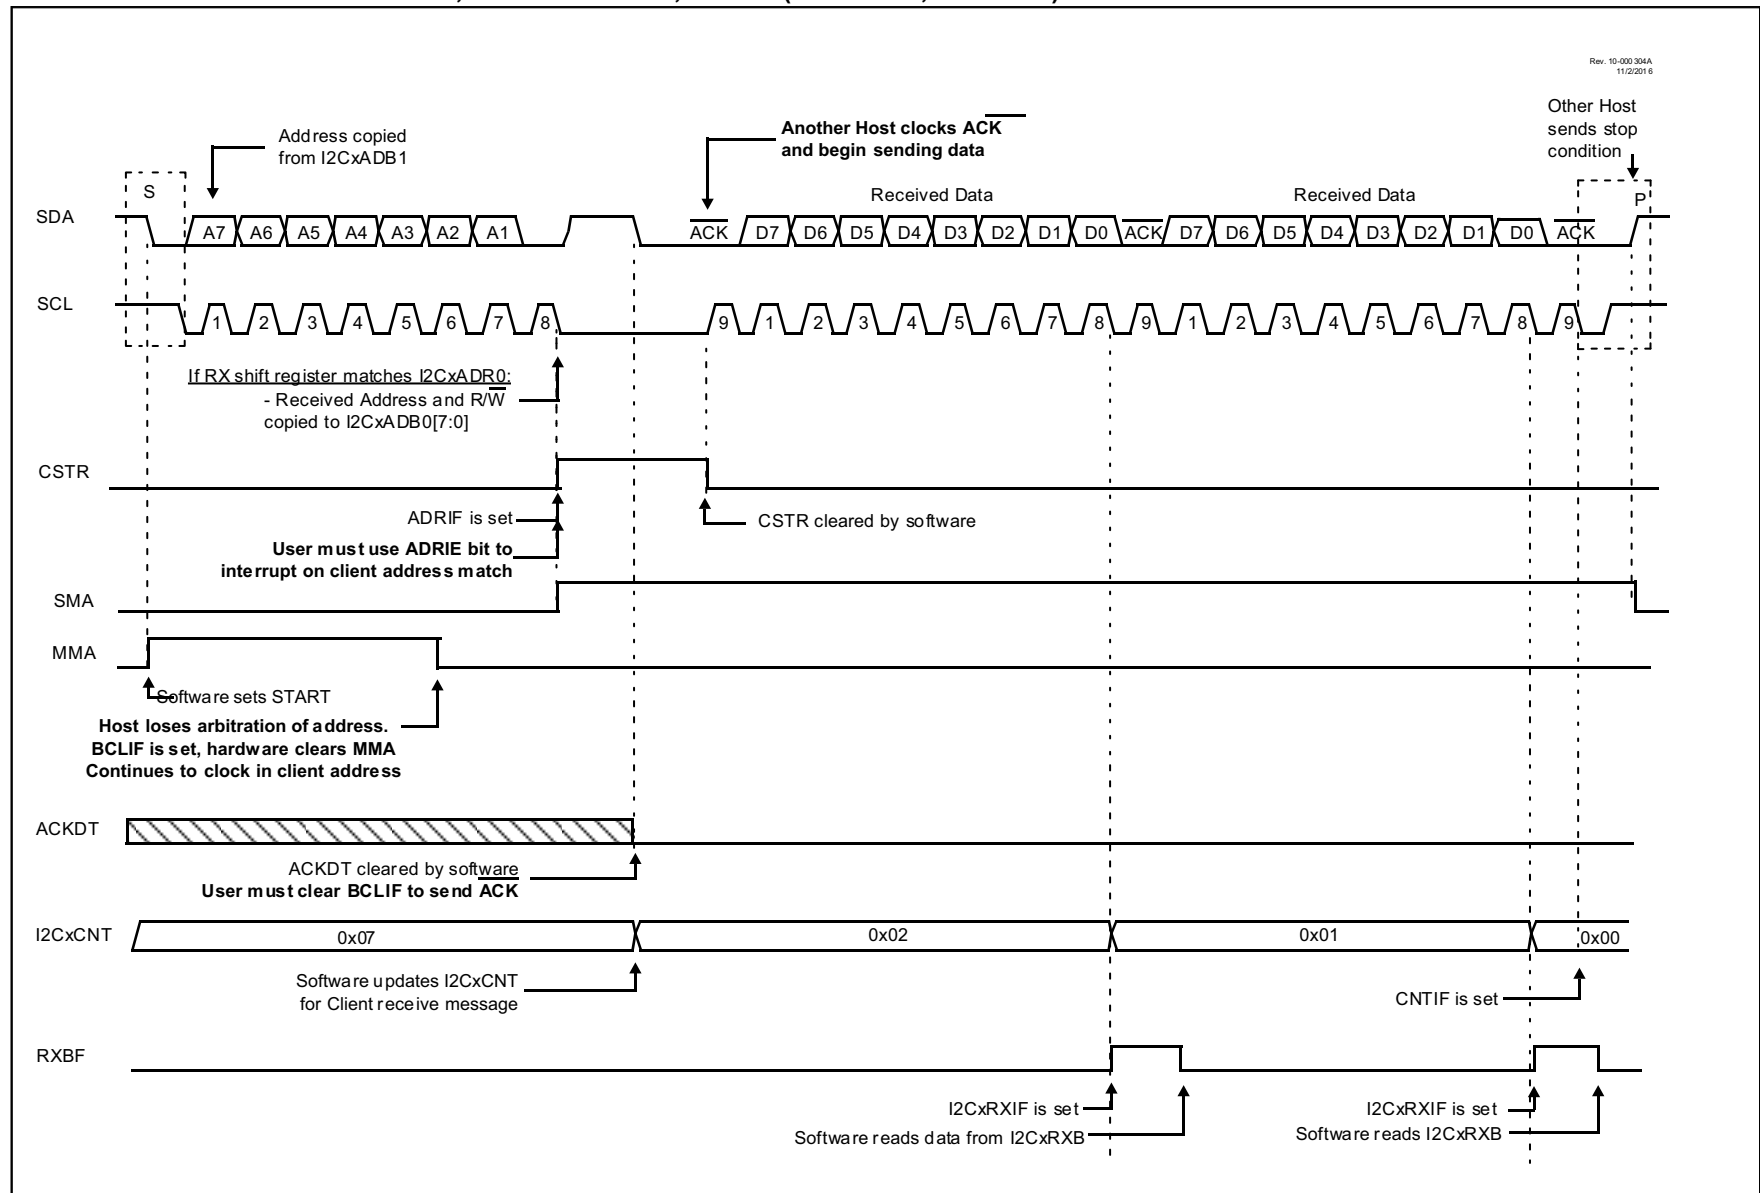 Rev. 10-000304A
11/2/2016
Other Host
sends stop
condition
Address copied
from I2CxADB1
Another Host clocks ACK
and begin sending data
S
Received Data
Received Data
P
SDA
A7 A6 A5 A4 A3 A2 A1 ACK D7 D6 D5 D4 D3 D2 D1 D0 ACK D7 D6 D5 D4 D3 D2 D1 D0 ACK
SCL
1 2 3 4 5 6 7 8 9 1 2 3 4 5 6 7 8 9 1 2 3 4 5 6 7 8 9
If RX shift register matches I2CxADR0:
- Received Address and R/W
copied to I2CxADB0[7:0]
CSTR
ADRIF is set
CSTR cleared by software
User must use ADRIE bit to
interrupt on client address match
SMA
MMA
Software sets START
Host loses arbitration of address.
BCLIF is set, hardware clears MMA
Continues to clock in client address
ACKDT
ACKDT cleared by software
User must clear BCLIF to send ACK
I2CxCNT
0x07 0x02 0x01 0x00
Software updates I2CxCNT
for Client receive message
CNTIF is set
RXBF
I2CxRXIF is set
Software reads data from I2CxRXB
I2CxRXIF is set
Software reads I2CxRXB